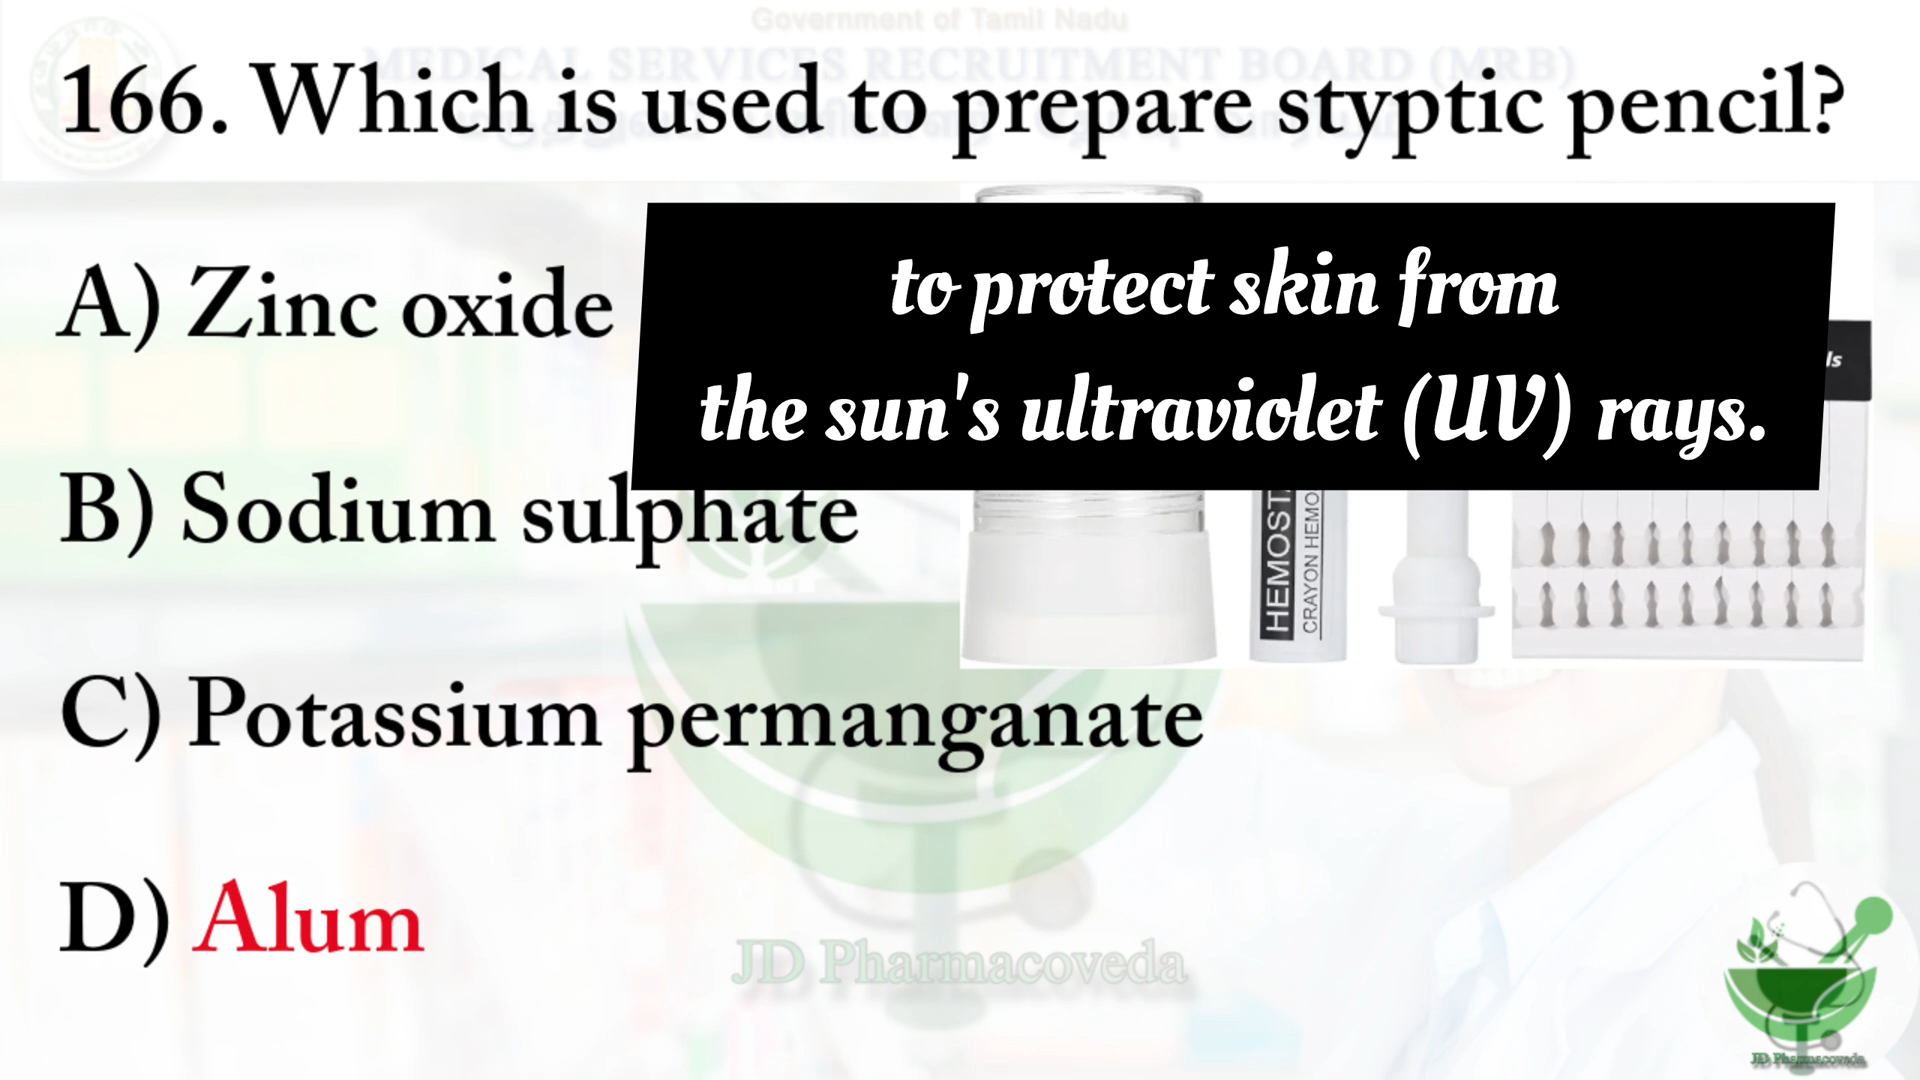 Government of Tamil Nadu
MEDICAL SERVICES RECRUITMENT BOARD (MRB)
166. Which is used to prepare styptic pencil?
A) Zinc oxide
to protect skin from
the sun's ultraviolet (UV) rays.
ls
B) Sodium sulphate
HEMOST
CRAYON HEMO
C) Potassium permanganate
D) Alum
JD Pharmacoveda
JD Pharmacoveda